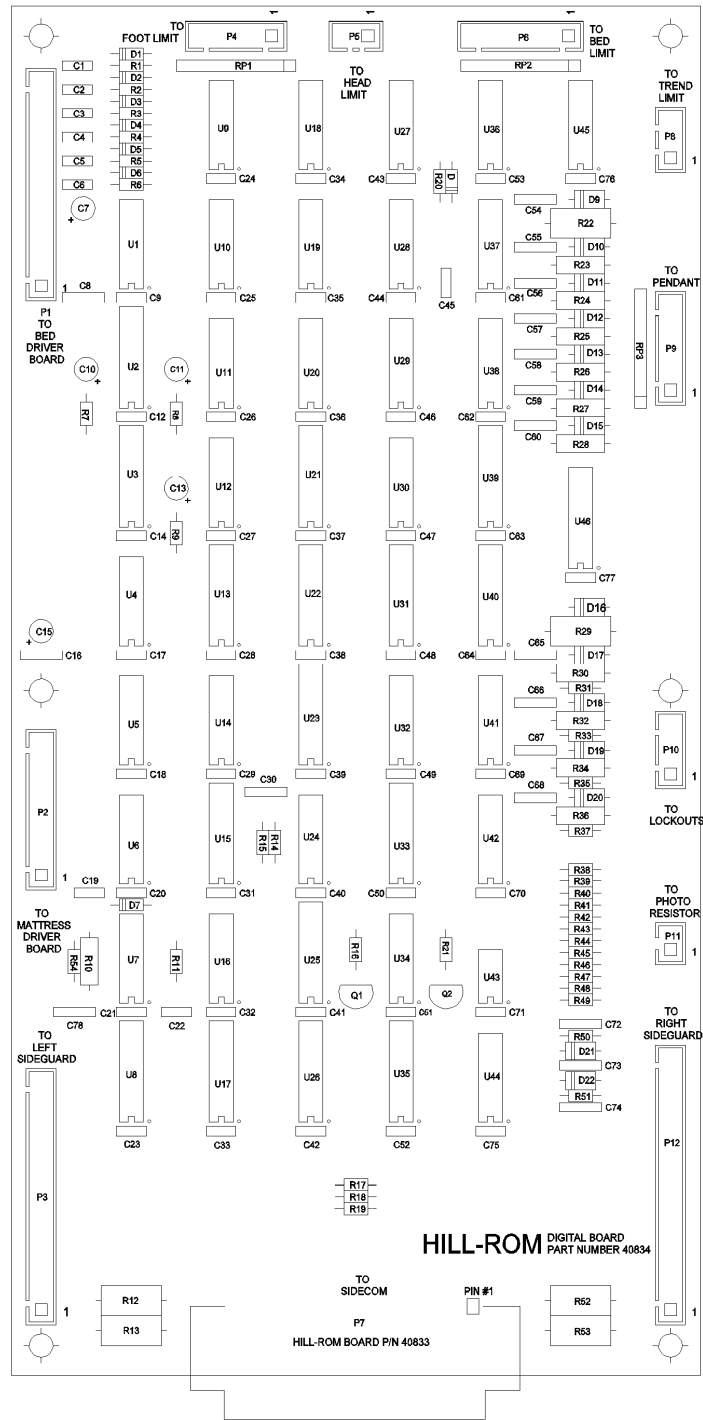 TO
FOOT LIMIT
P4
1
P5
1
TO
HEAD
LIMIT
P6
1
TO
BED
LIMIT
RP1
RP2
TO
TREND
LIMIT
P8
1
C1
C2
C3
C4
C5
C6
D1
R1
D2
R2
D3
R3
D4
R4
D5
R5
D6
R6
C7
+
U9
U18
U27
U36
U45
C24
C34
C43
R20
D
C53
C76
C54
D9
R22
C55
D10
R23
C56
D11
R24
C57
D12
R25
C58
D13
R26
C59
D14
R27
C60
D15
R28
1
P1
TO
BED
DRIVER
BOARD
C8
U1
U10
U19
U28
U37
C9
C25
C35
C44
C45
C61
TO
PENDANT
RP3
P9
1
C10
+
C11
+
R7
R8
U2
U11
U20
U29
U38
C12
C26
C36
C46
C62
C13
+
R9
U3
U12
U21
U30
U39
U46
C14
C27
C37
C47
C63
C77
U4
U13
U22
U31
U40
C15
+
C16
C17
C28
C38
C48
C64
C65
D16
R29
D17
R30
R31
C66
D18
R32
R33
C67
D19
R34
R35
C68
D20
R36
R37
U5
U14
U23
U32
U41
C18
C29
C30
C39
C49
C69
P10
1
TO
LOCKOUTS
P2
1
U6
U15
R15
R14
U24
U33
U42
C19
C20
C31
C40
C50
C70
D7
TO
MATTRESS
DRIVER
BOARD
R54
R10
U7
R11
U16
U25
R16
U34
R21
U43
Q1
Q2
C78
C21
C22
C32
C41
C51
C71
R38
R39
R40
R41
R42
R43
R44
R45
R46
R47
R48
R49
TO
PHOTO
RESISTOR
P11
1
C72
R50
D21
C73
D22
R51
C74
TO
RIGHT
SIDEGUARD
P12
1
TO
LEFT
SIDEGUARD
P3
1
U8
U17
U26
U35
U44
C23
C33
C42
C52
C75
R17
R18
R19
HILL-ROM
DIGITAL BOARD
PART NUMBER 40834
R12
R13
TO
SIDECOM
PIN #1
P7
HILL-ROM BOARD P/N 40833
R52
R53